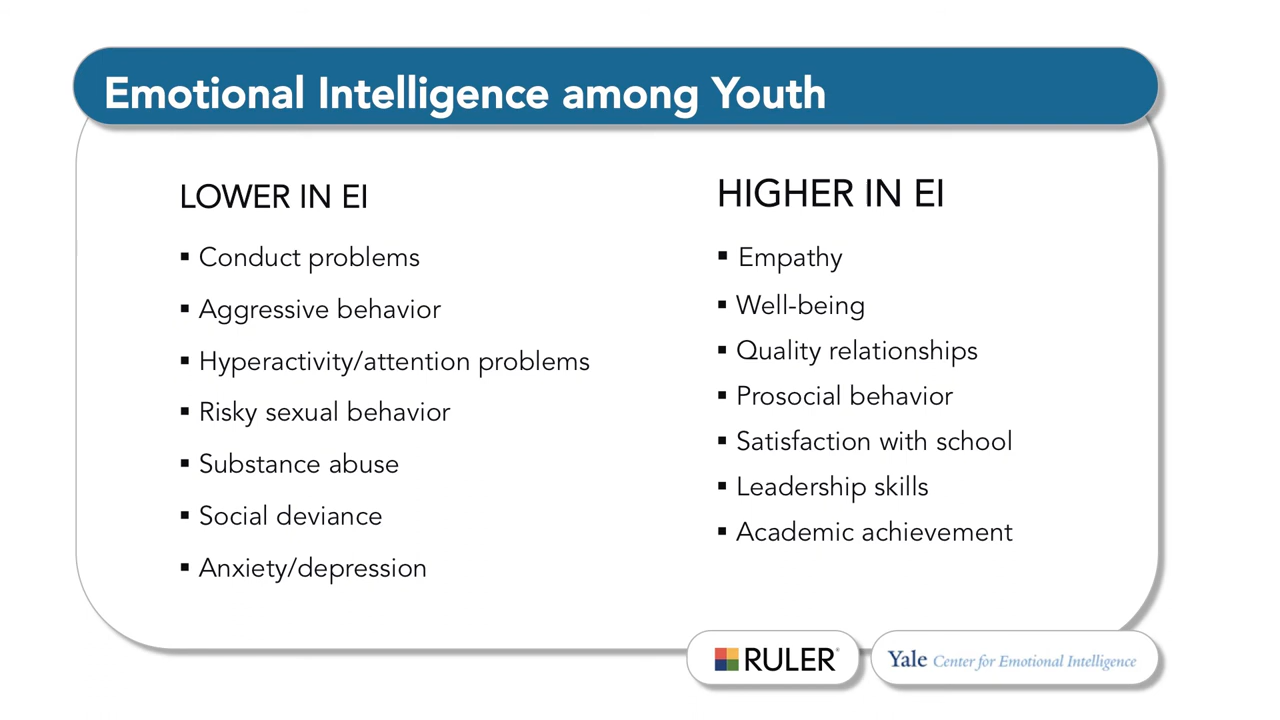 Emotional Intelligence among Youth
LOWER IN EI
▪ Conduct problems
▪ Aggressive behavior
▪ Hyperactivity/attention problems
▪ Risky sexual behavior
▪ Substance abuse
▪ Social deviance
▪ Anxiety/depression
HIGHER IN EI
▪ Empathy
▪ Well-being
▪ Quality relationships
▪ Prosocial behavior
▪ Satisfaction with school
▪ Leadership skills
▪ Academic achievement
RULER
Yale Center for Emotional Intelligence